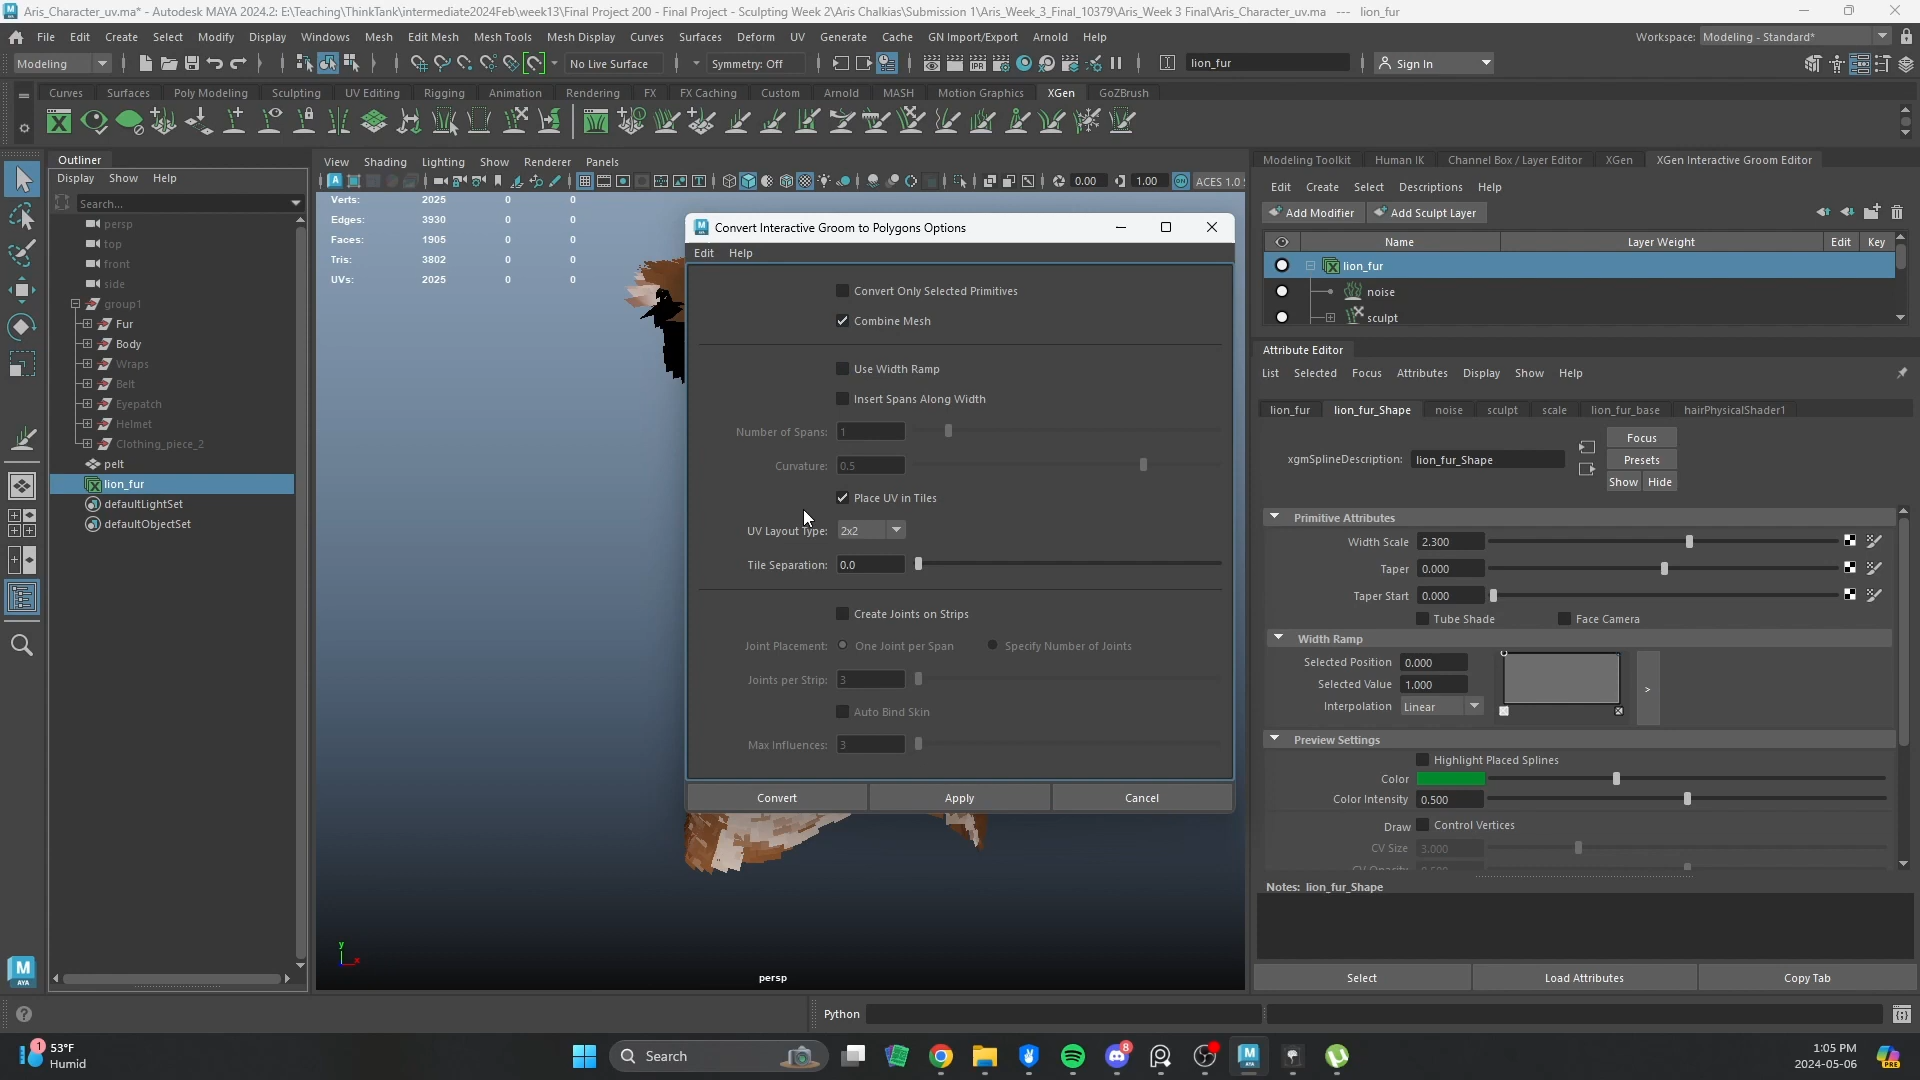 Aris_Character_uv.ma* - Autodesk MAYA 2024.2: E:\Teaching\ThinkTank\intermediate2024Feb\week13\Final Project 200 - Final Project - Sculpting Week 2\Aris Chalkias\Submission 1\Aris_Week_3_Final_10379\Aris_Week 3 Final\Aris_Character_uv.ma --- lion_fur
File Edit Create Select Modify Display Windows Mesh Edit Mesh Mesh Tools Mesh Display Curves Surfaces Deform UV Generate Cache GN Import/Export Arnold Help
Workspace: Modeling - Standard*
Modeling
No Live Surface
Symmetry: Off
lion_fur
Sign In
Curves Surfaces Poly Modeling Sculpting UV Editing Rigging Animation Rendering FX FX Caching Custom Arnold MASH Motion Graphics XGen GoZBrush
Outliner
Display Show Help
Search...
persp
top
front
side
group1
Fur
Body
Wraps
Belt
Eyepatch
Helmet
Clothing_piece_2
pelt
lion_fur
defaultLightSet
defaultObjectSet
View Shading Lighting Show Renderer Panels
0.00 1.00 ACES 1.0
Verts: 2025 0 0
Edges: 3930 0 0
Faces: 1905 0 0
Tris: 3802 0 0
UVs: 2025 0 0
persp
y
x
Convert Interactive Groom to Polygons Options
Edit Help
Convert Only Selected Primitives
Combine Mesh
Use Width Ramp
Insert Spans Along Width
Number of Spans: 1
Curvature: 0.5
Place UV in Tiles
UV Layout Type: 2x2
Tile Separation: 0.0
Create Joints on Strips
Joint Placement: One Joint per Span Specify Number of Joints
Joints per Strip: 3
Auto Bind Skin
Max Influences: 3
Convert Apply Cancel
Modeling Toolkit Human IK Channel Box / Layer Editor XGen XGen Interactive Groom Editor
Edit Create Select Descriptions Help
Add Modifier Add Sculpt Layer
Name Layer Weight Edit Key
lion_fur
noise
sculpt
Attribute Editor
List Selected Focus Attributes Display Show Help
lion_fur lion_fur_Shape noise sculpt scale lion_fur_base hairPhysicalShader1
xgmSplineDescription: lion_fur_Shape
Focus
Presets
Show Hide
Primitive Attributes
Width Scale 2.300
Taper 0.000
Taper Start 0.000
Tube Shade Face Camera
Width Ramp
Selected Position 0.000
Selected Value 1.000
Interpolation Linear
>
Preview Settings
Highlight Placed Splines
Color
Color Intensity 0.500
Draw Control Vertices
CV Size 3.000
Notes: lion_fur_Shape
Select Load Attributes Copy Tab
Python
M
AYA
1
53°F
Humid
Search
8
1:05 PM
2024-05-06
PRE